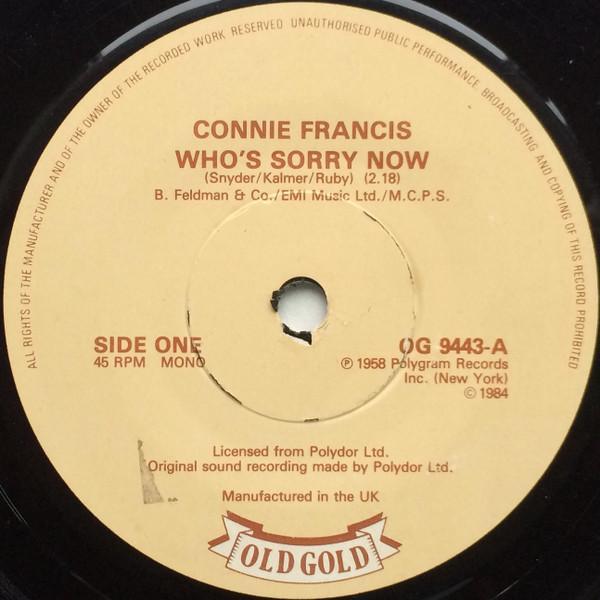 ALL RIGHTS OF THE MANUFACTURER AND OF THE OWNER OF THE RECORDED WORK RESERVED UNAUTHORISED PUBLIC PERFORMANCE BROADCASTING AND COPYING OF THIS RECORD PROHIBITED
CONNIE FRANCIS
WHO'S SORRY NOW
(Snyder/Kalmer/Ruby) (2.18)
B. Feldman & Co./EMI Music Ltd./M.C.P.S.
SIDE ONE
45 RPM MONO
OG 9443-A
Ⓟ 1958 Polygram Records
Inc. (New York)
© 1984
Licensed from Polydor Ltd.
Original sound recording made by Polydor Ltd.
Manufactured in the UK
OLD GOLD